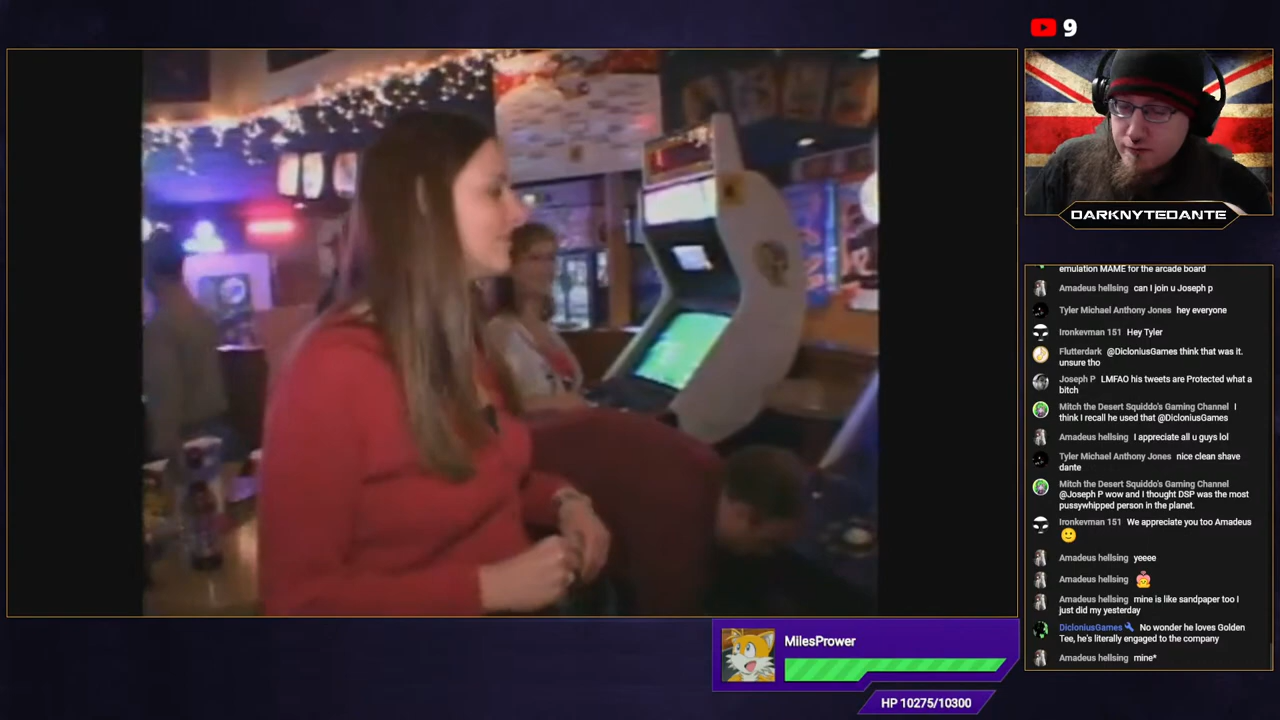 9
DARKNYTEDANTE
emulation MAME for the arcade board
Amadeus hellsing can I join u Joseph p
Tyler Michael Anthony Jones hey everyone
Ironkevman 151 Hey Tyler
Flutterdark @DicloniusGames think that was it.
unsure tho
Joseph P LMFAO his tweets are Protected what a
bitch
Mitch the Desert Squiddo's Gaming Channel I
think I recall he used that @DicloniusGames
Amadeus hellsing I appreciate all u guys lol
Tyler Michael Anthony Jones nice clean shave
dante
Mitch the Desert Squiddo's Gaming Channel
@Joseph P wow and I thought DSP was the most
pussywhipped person in the planet.
Ironkevman 151 We appreciate you too Amadeus
🙂
Amadeus hellsing yeeee
Amadeus hellsing
Amadeus hellsing mine is like sandpaper too I
just did my yesterday
DicloniusGames No wonder he loves Golden
Tee, he's literally engaged to the company
Amadeus hellsing mine*
MilesPrower
HP 10275/10300